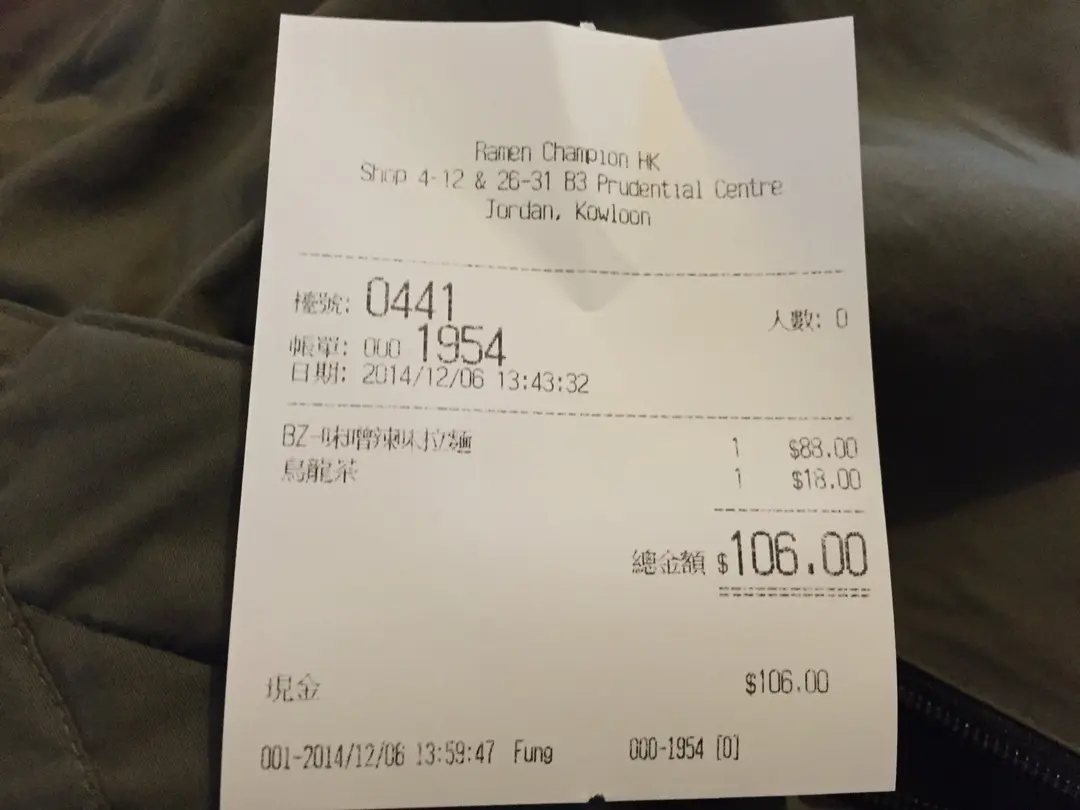 Ramen Champion HK
Shop 4-12 & 26-31 B3 Prudential Centre
Jordan, Kowloon
檯號: 0441 人數: 0
帳單: 000 1954
日期: 2014/12/06 13:43:32
BZ-味噌辣味拉麵 1 $88.00
烏龍茶 1 $18.00
總金額 $106.00
現金 $106.00
001-2014/12/06 13:59:47 Fung 000-1954 [0]